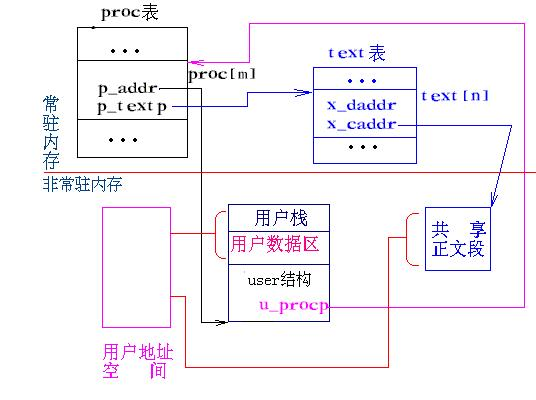 proc表
...
proc[m]
p_addr
p_textp
...
text表
...
text[n]
x_daddr
x_caddr
...
常驻内存
非常驻内存
用户栈
用户数据区
user结构
u_procp
共 享
正文段
用户地址
空 间